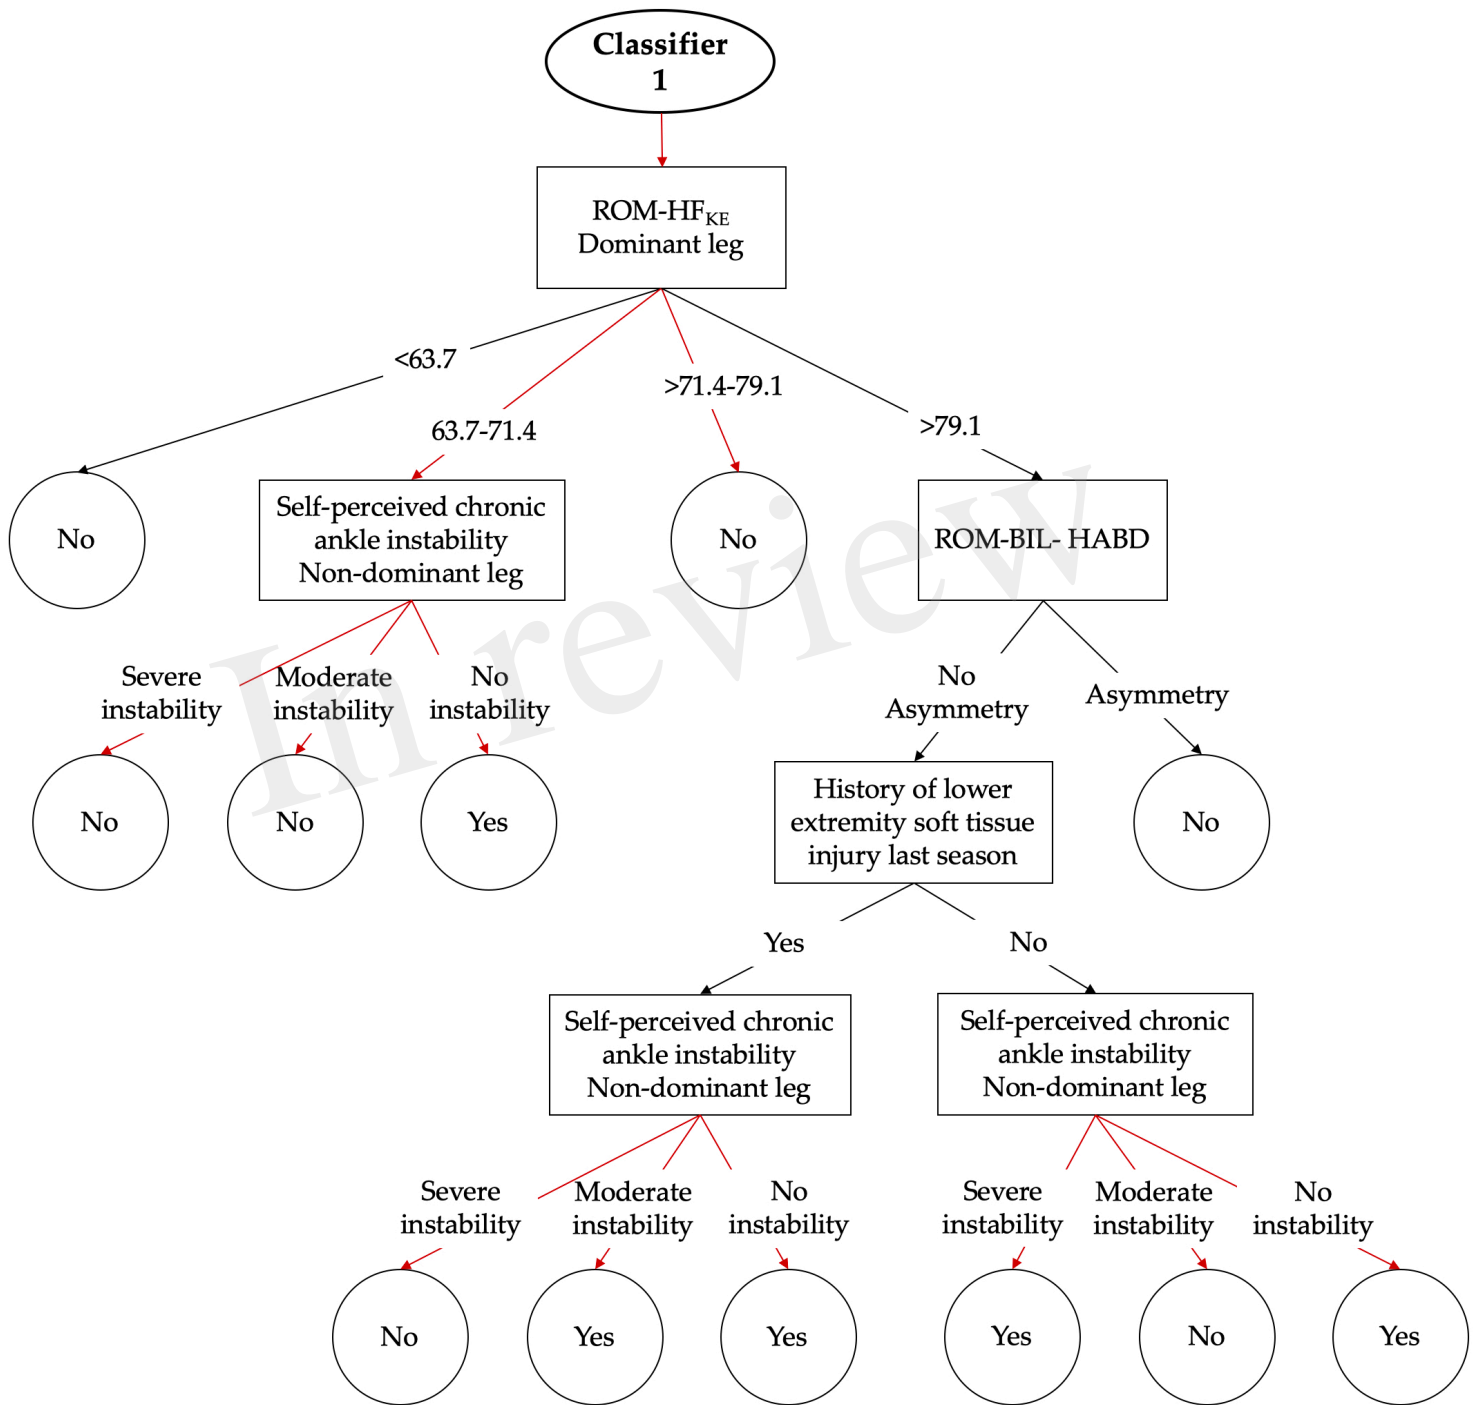 Classifier
1
ROM-HFKE
Dominant leg
<63.7
63.7-71.4
>71.4-79.1
>79.1
No
Self-perceived chronic
ankle instability
Non-dominant leg
No
ROM-BIL- HABD
Severe
instability
Moderate
instability
No
instability
No
Asymmetry
Asymmetry
No
No
Yes
History of lower
extremity soft tissue
injury last season
No
Yes
No
Self-perceived chronic
ankle instability
Non-dominant leg
Self-perceived chronic
ankle instability
Non-dominant leg
Severe
instability
Moderate
instability
No
instability
Severe
instability
Moderate
instability
No
instability
No
Yes
Yes
Yes
No
Yes
In review